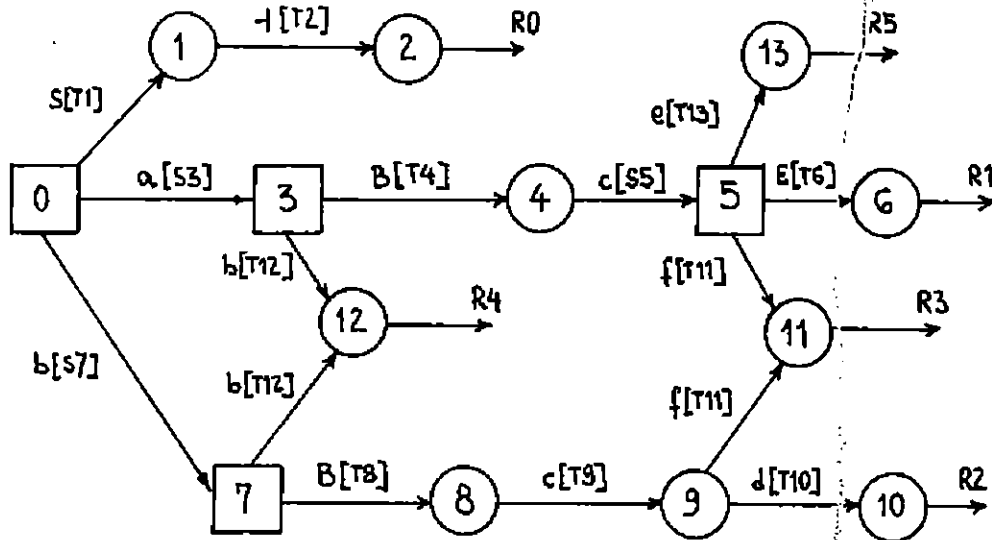 1
⊣[T2]
2
R0
13
R5
S[T1]
e[T13]
0
a[S3]
3
B[T4]
4
c[S5]
5
E[T6]
6
R1
b[T12]
f[T11]
12
R4
11
R3
b[S7]
b[T12]
f[T11]
7
B[T8]
8
c[T9]
9
d[T10]
10
R2